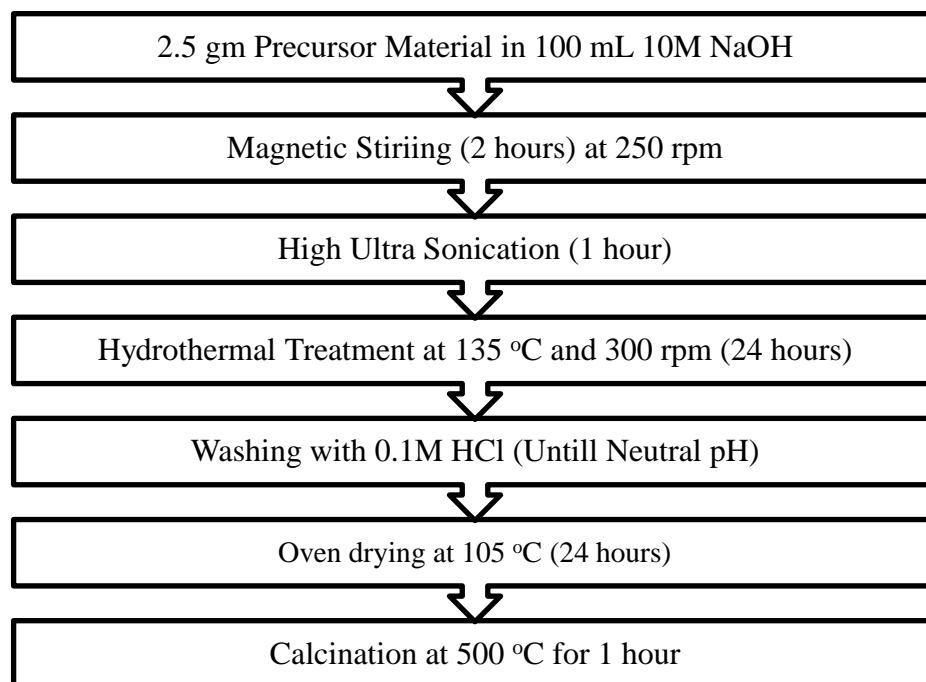 2.5 gm Precursor Material in 100 mL 10M NaOH
Magnetic Stiriing (2 hours) at 250 rpm
High Ultra Sonication (1 hour)
Hydrothermal Treatment at 135 ºC and 300 rpm (24 hours)
Washing with 0.1M HCl (Untill Neutral pH)
Oven drying at 105 ºC (24 hours)
Calcination at 500 ºC for 1 hour